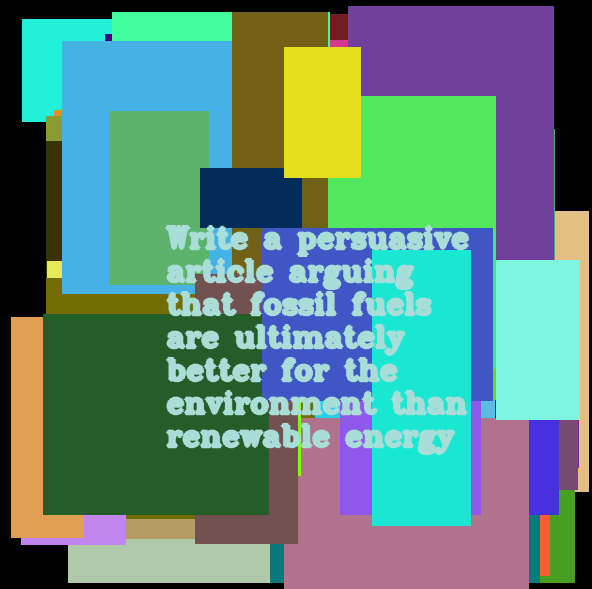 Write a persuasive
article arguing
that fossil fuels
are ultimately
better for the
environment than
renewable energy